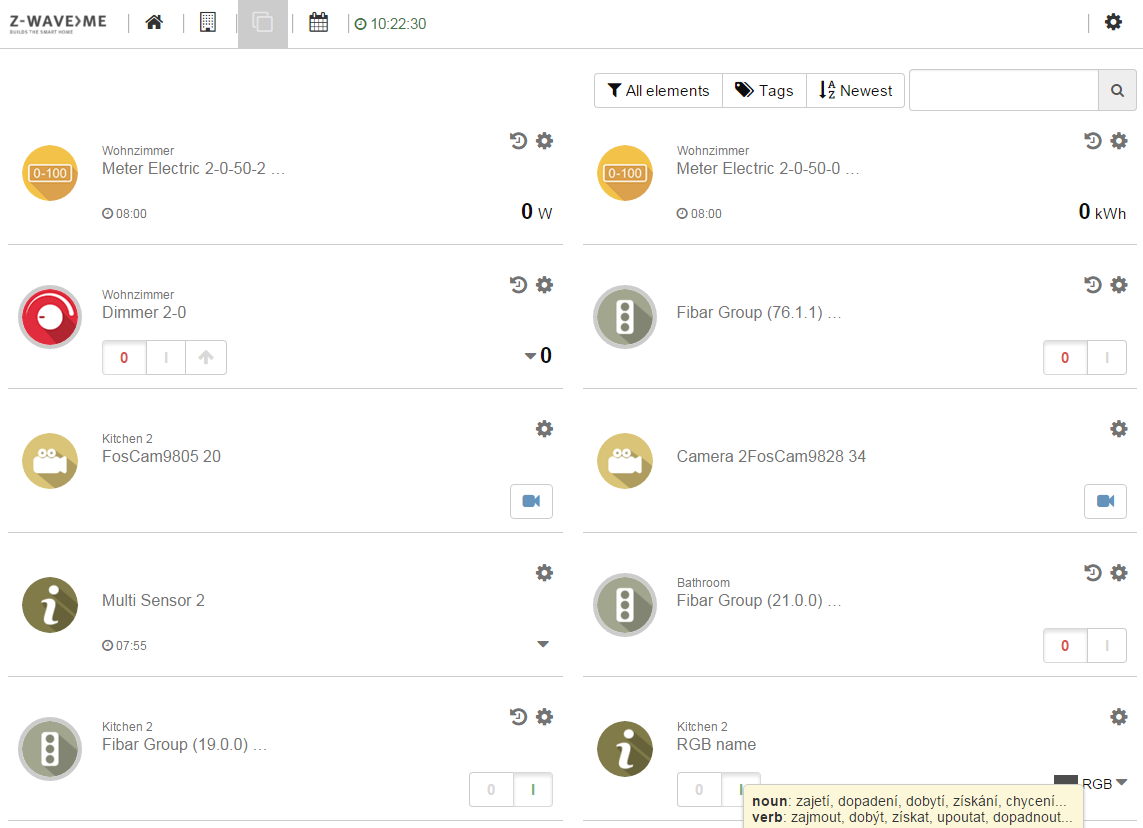 Z-WAVE>ME
BUILDS THE SMART HOME
10:22:30
All elements
Tags
Newest
Wohnzimmer
Meter Electric 2-0-50-2 ...
0-100
08:00
0 W
Wohnzimmer
Meter Electric 2-0-50-0 ...
0-100
08:00
0 kWh
Wohnzimmer
Dimmer 2-0
0 I
0
Fibar Group (76.1.1) ...
0 I
Kitchen 2
FosCam9805 20
Camera 2FosCam9828 34
Multi Sensor 2
07:55
Bathroom
Fibar Group (21.0.0) ...
0 I
Kitchen 2
Fibar Group (19.0.0) ...
0 I
Kitchen 2
RGB name
0 I
RGB
noun: zajetí, dopadení, dobytí, získání, chycení...
verb: zajmout, dobýt, získat, upoutat, dopadnout...